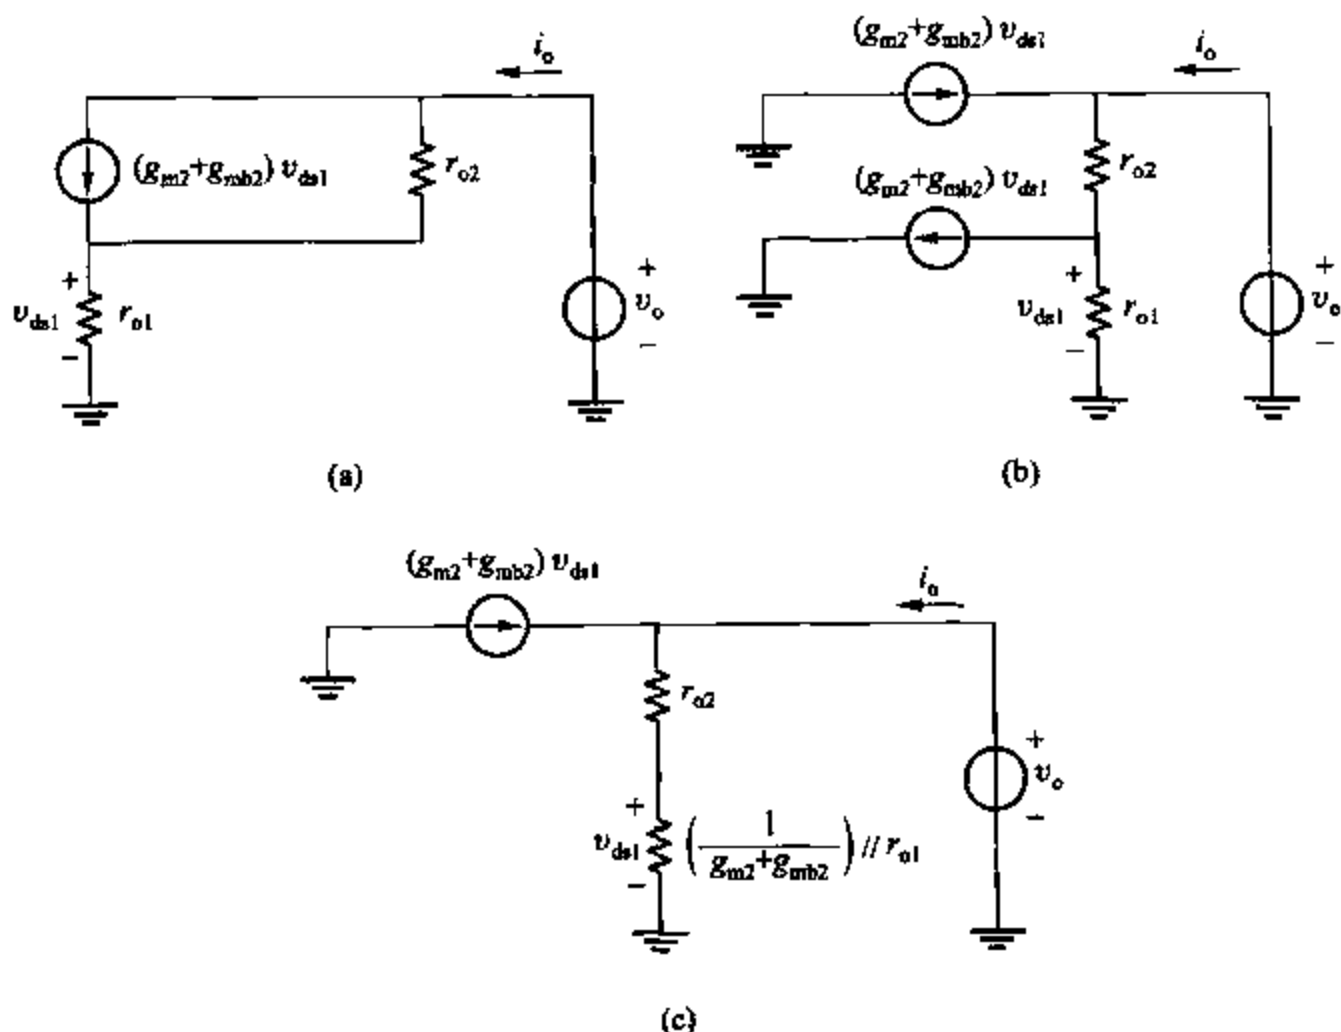 i_o
(g_m2+g_mb2) v_ds1
r_o2
+
v_ds1
r_o1
−
+
v_o
−
(a)
(g_m2+g_mb2) v_ds1
i_o
r_o2
(g_m2+g_mb2) v_ds1
+
v_ds1
r_o1
−
+
v_o
−
(b)
(g_m2+g_mb2) v_ds1
i_o
r_o2
+
v_ds1
−
(1/(g_m2+g_mb2)) // r_o1
+
v_o
−
(c)